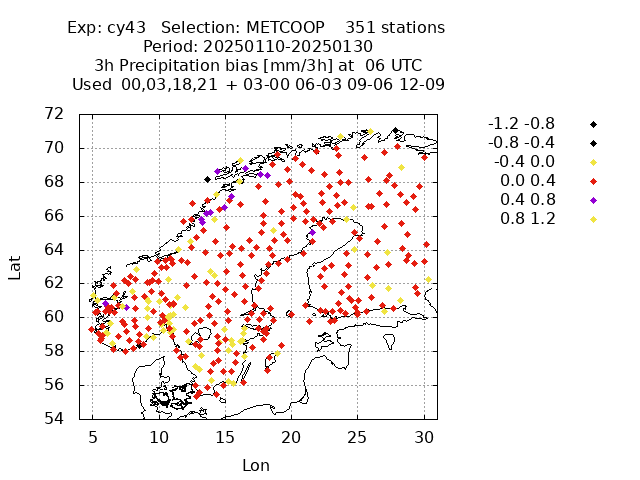 Exp: cy43 Selection: METCOOP 351 stations
Period: 20250110-20250130
3h Precipitation bias [mm/3h] at 06 UTC
Used 00,03,18,21 + 03-00 06-03 09-06 12-09
72
70
68
66
64
62
60
58
56
54
Lat
5 10 15 20 25 30
Lon
-1.2 -0.8
-0.8 -0.4
-0.4 0.0
0.0 0.4
0.4 0.8
0.8 1.2